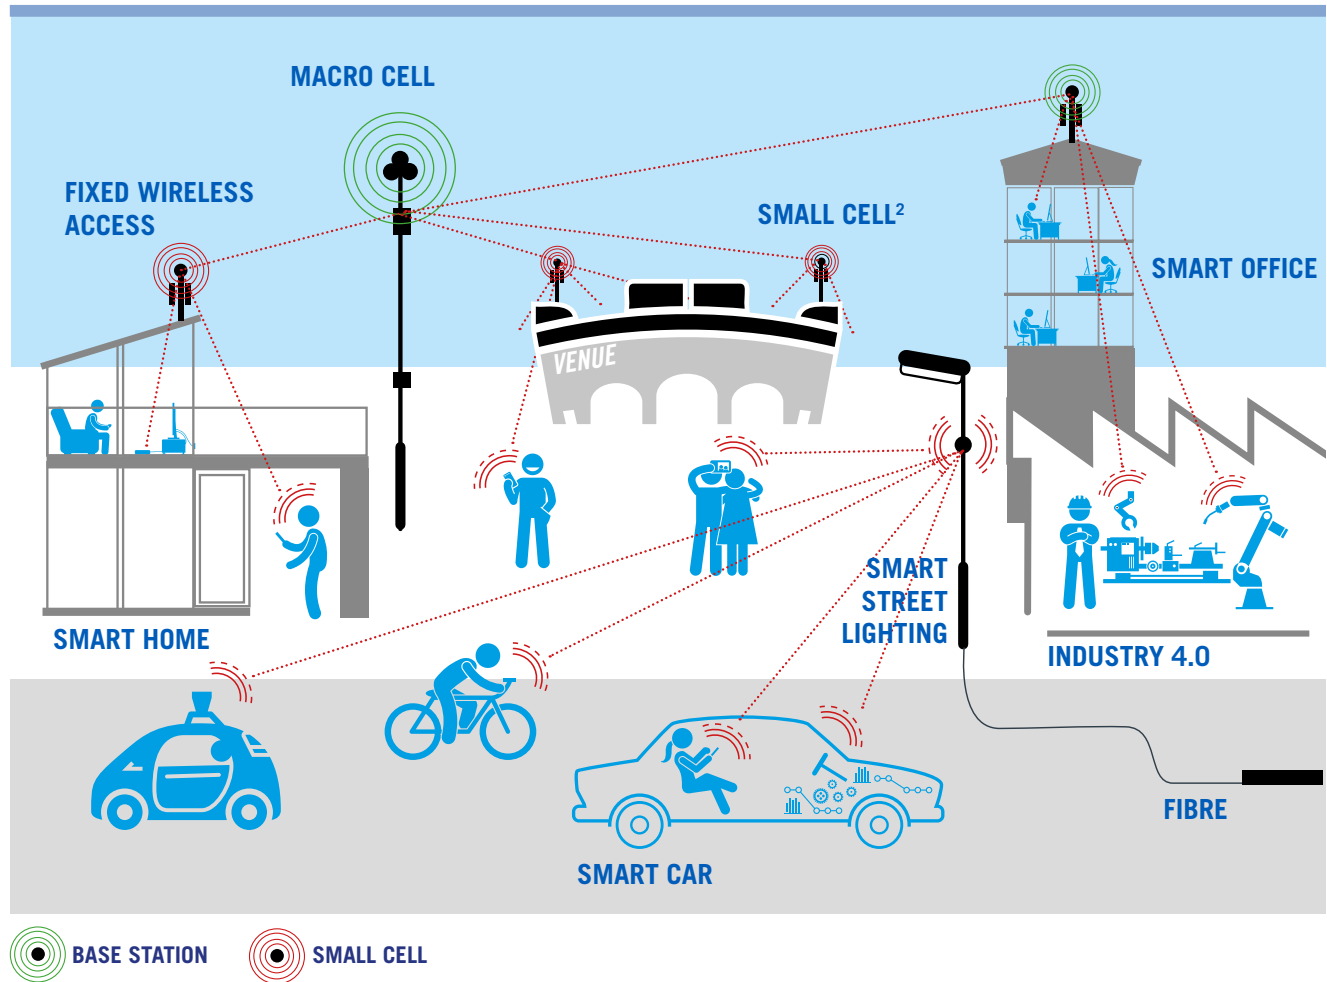 MACRO CELL
FIXED WIRELESS
ACCESS
SMALL CELL²
SMART OFFICE
VENUE
SMART
STREET
LIGHTING
SMART HOME
INDUSTRY 4.0
FIBRE
SMART CAR
BASE STATION
SMALL CELL